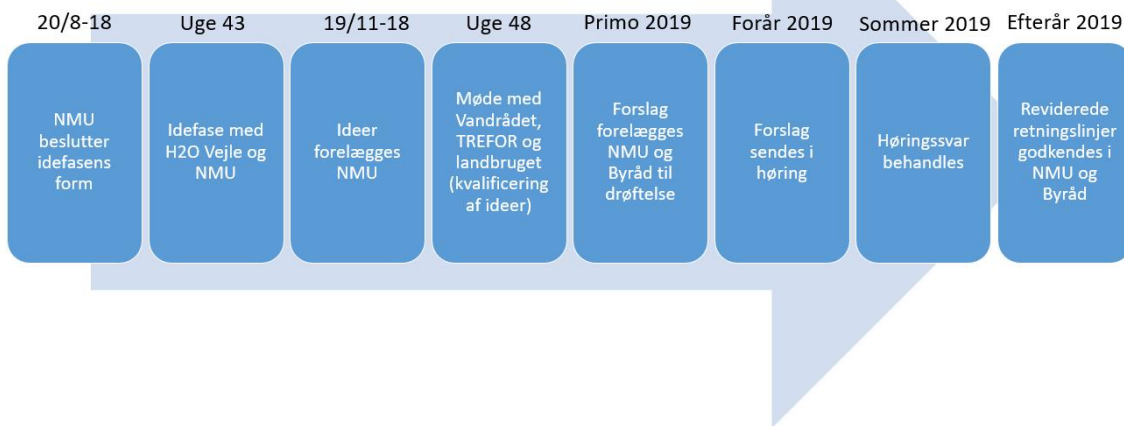 20/8-18
NMU
beslutter
idefasens
form
Uge 43
Idefase med
H2O Vejle og
NMU
19/11-18
Ideer
forelægges
NMU
Uge 48
Møde med
Vandrådet,
TREFOR og
landbruget
(kvalificering
af ideer)
Primo 2019
Forslag
forelægges
NMU og
Byråd til
drøftelse
Forår 2019
Forslag
sendes i
høring
Sommer 2019
Høringssvar
behandles
Efterår 2019
Reviderede
retningslinjer
godkendes i
NMU og
Byråd